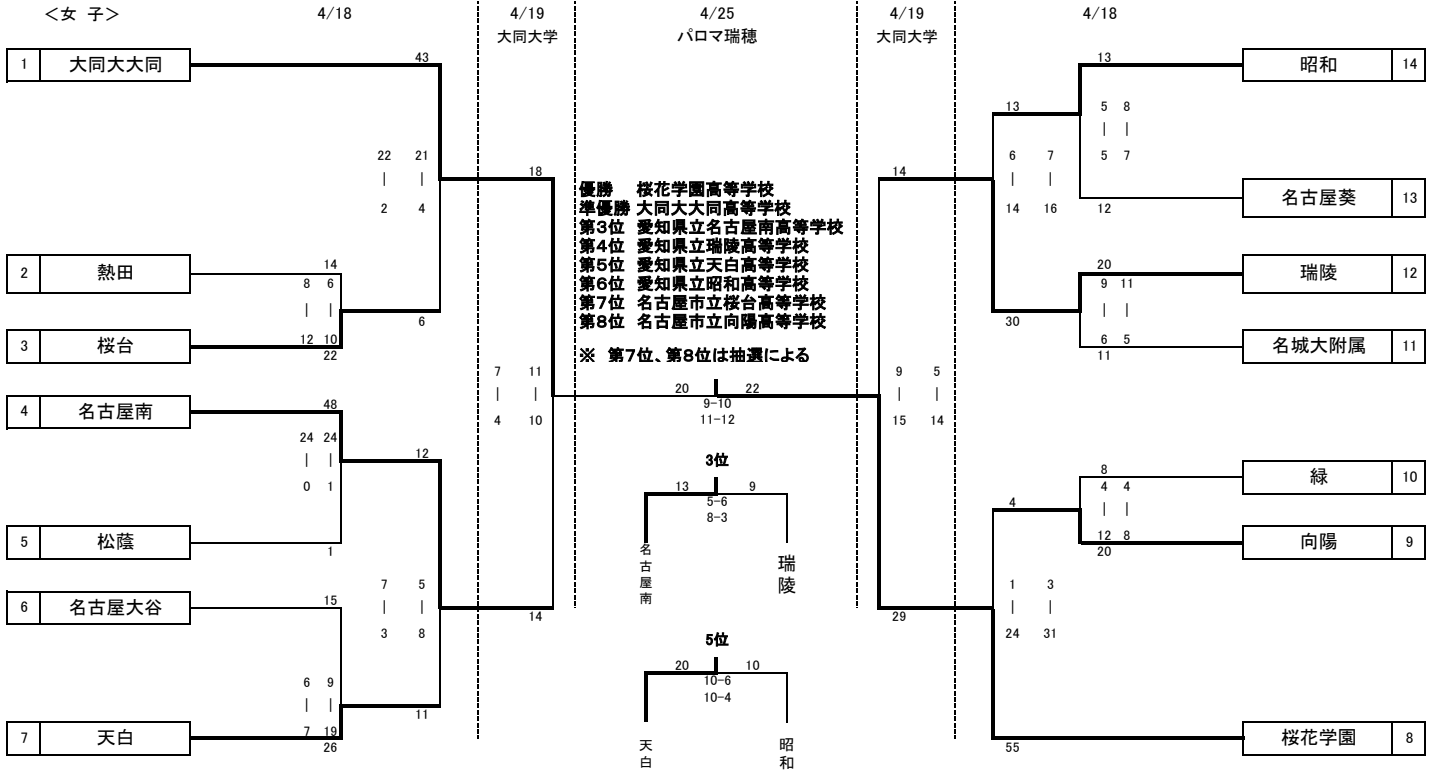 ＜女 子＞ 4/18 4/19 4/25 4/19 4/18
大同大学 パロマ瑞穂 大同大学
1 大同大大同 43 13 昭和 14
13 5 8
| |
22 21 6 7 5 7
| | 18 14 | |
2 4 14 16 12 名古屋葵 13
優勝 桜花学園高等学校
準優勝 大同大大同高等学校
第3位 愛知県立名古屋南高等学校
第4位 愛知県立瑞陵高等学校
第5位 愛知県立天白高等学校
第6位 愛知県立昭和高等学校
第7位 名古屋市立桜台高等学校
第8位 名古屋市立向陽高等学校
※ 第7位、第8位は抽選による
2 熱田 14 20 瑞陵 12
8 6 9 11
| | 6 30 | |
3 桜台 12 10 6 5 名城大附属 11
22 11
7 11 9 5
| | 20 22 | |
4 10 9-10 15 14
11-12
4 名古屋南 48
24 24 12
| |
0 1
5 松蔭 1
3位
13 9
5-6
8-3
名古屋南
瑞陵
8 緑 10
4 4 4
| |
12 8 向陽 9
20
6 名古屋大谷 15
7 5 1 3
| | 14 29 | |
3 8 24 31
6 9
| | 11
7 天白 7 19
26
5位
20 10
10-6
10-4
天白
昭和
55 桜花学園 8